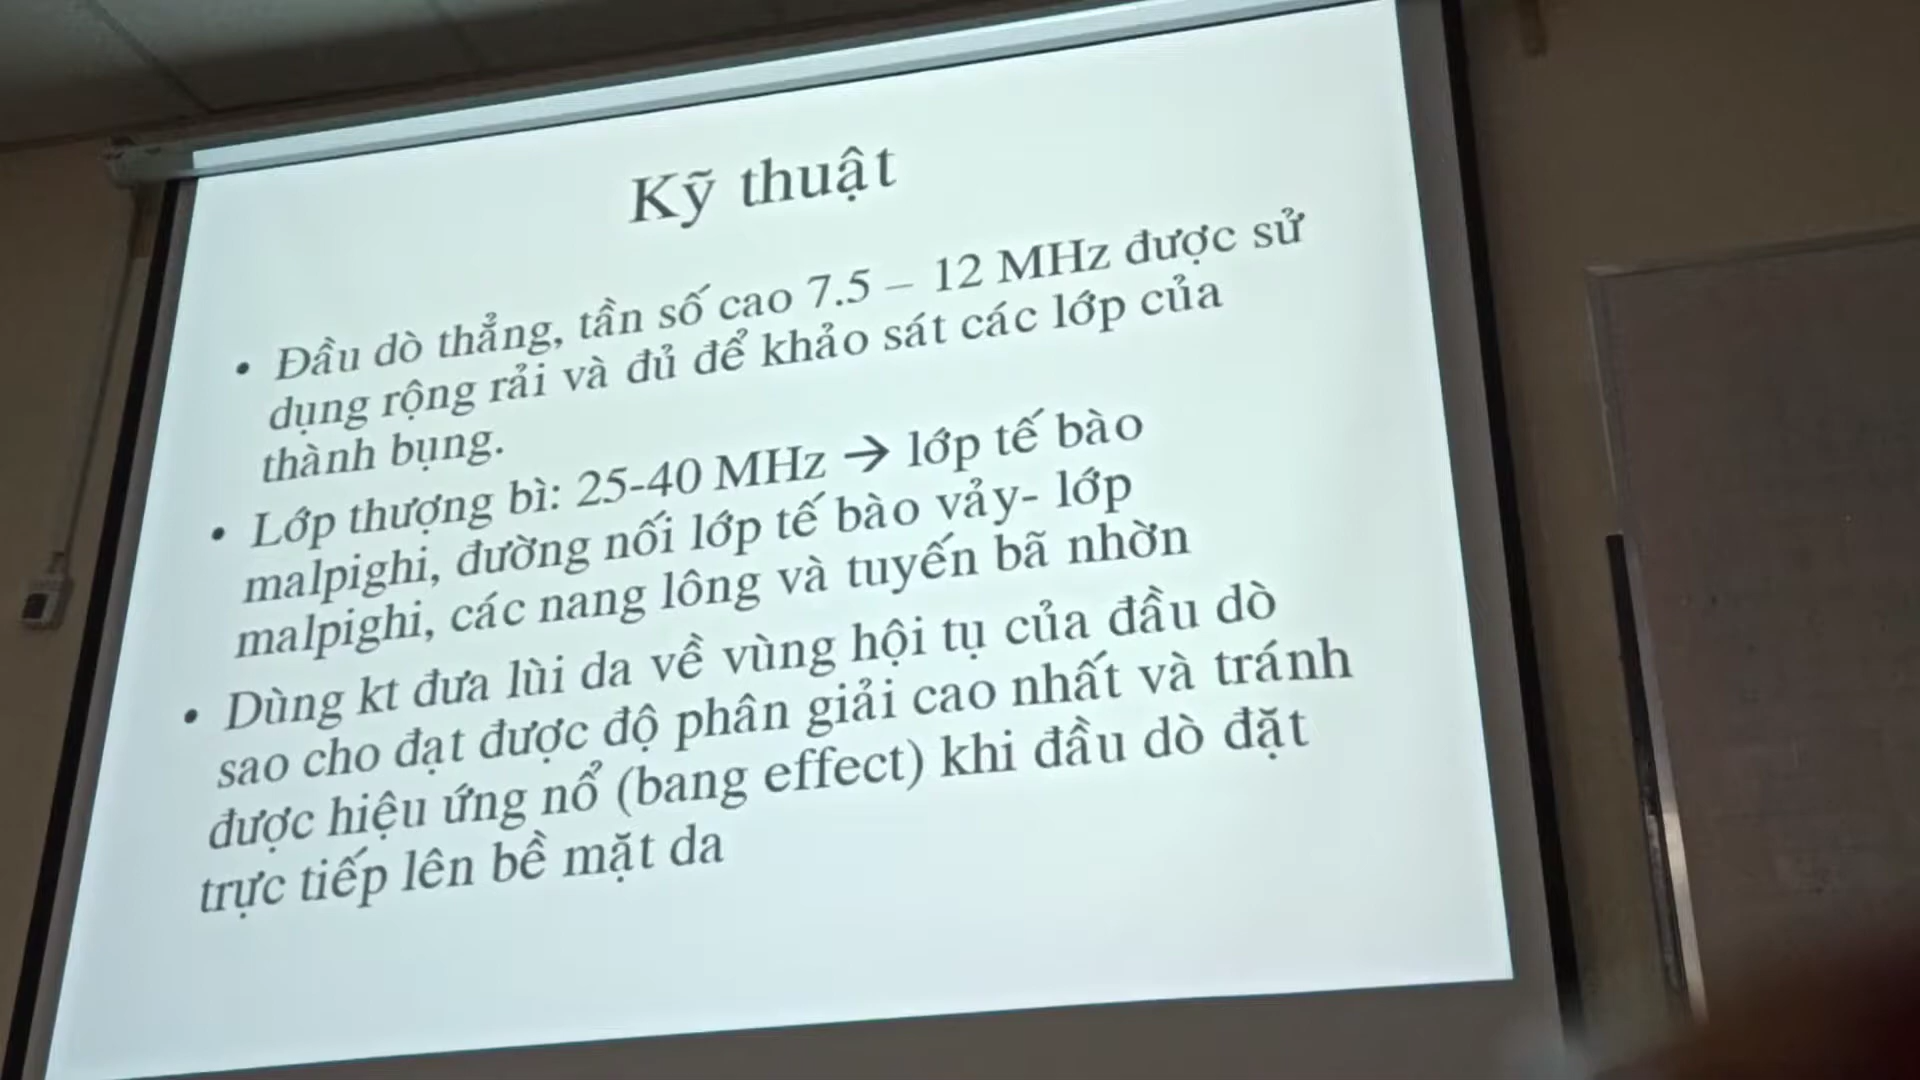 Kỹ thuật
• Đầu dò thẳng, tần số cao 7.5 – 12 MHz được sử
dụng rộng rải và đủ để khảo sát các lớp của
thành bụng.
• Lớp thượng bì: 25-40 MHz → lớp tế bào
malpighi, đường nối lớp tế bào vảy- lớp
malpighi, các nang lông và tuyến bã nhờn
• Dùng kt đưa lùi da về vùng hội tụ của đầu dò
sao cho đạt được độ phân giải cao nhất và tránh
được hiệu ứng nổ (bang effect) khi đầu dò đặt
trực tiếp lên bề mặt da